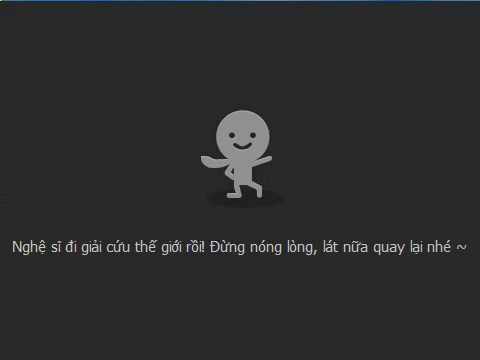 Nghệ sĩ đi giải cứu thế giới rồi! Đừng nóng lòng, lát nữa quay lại nhé ~